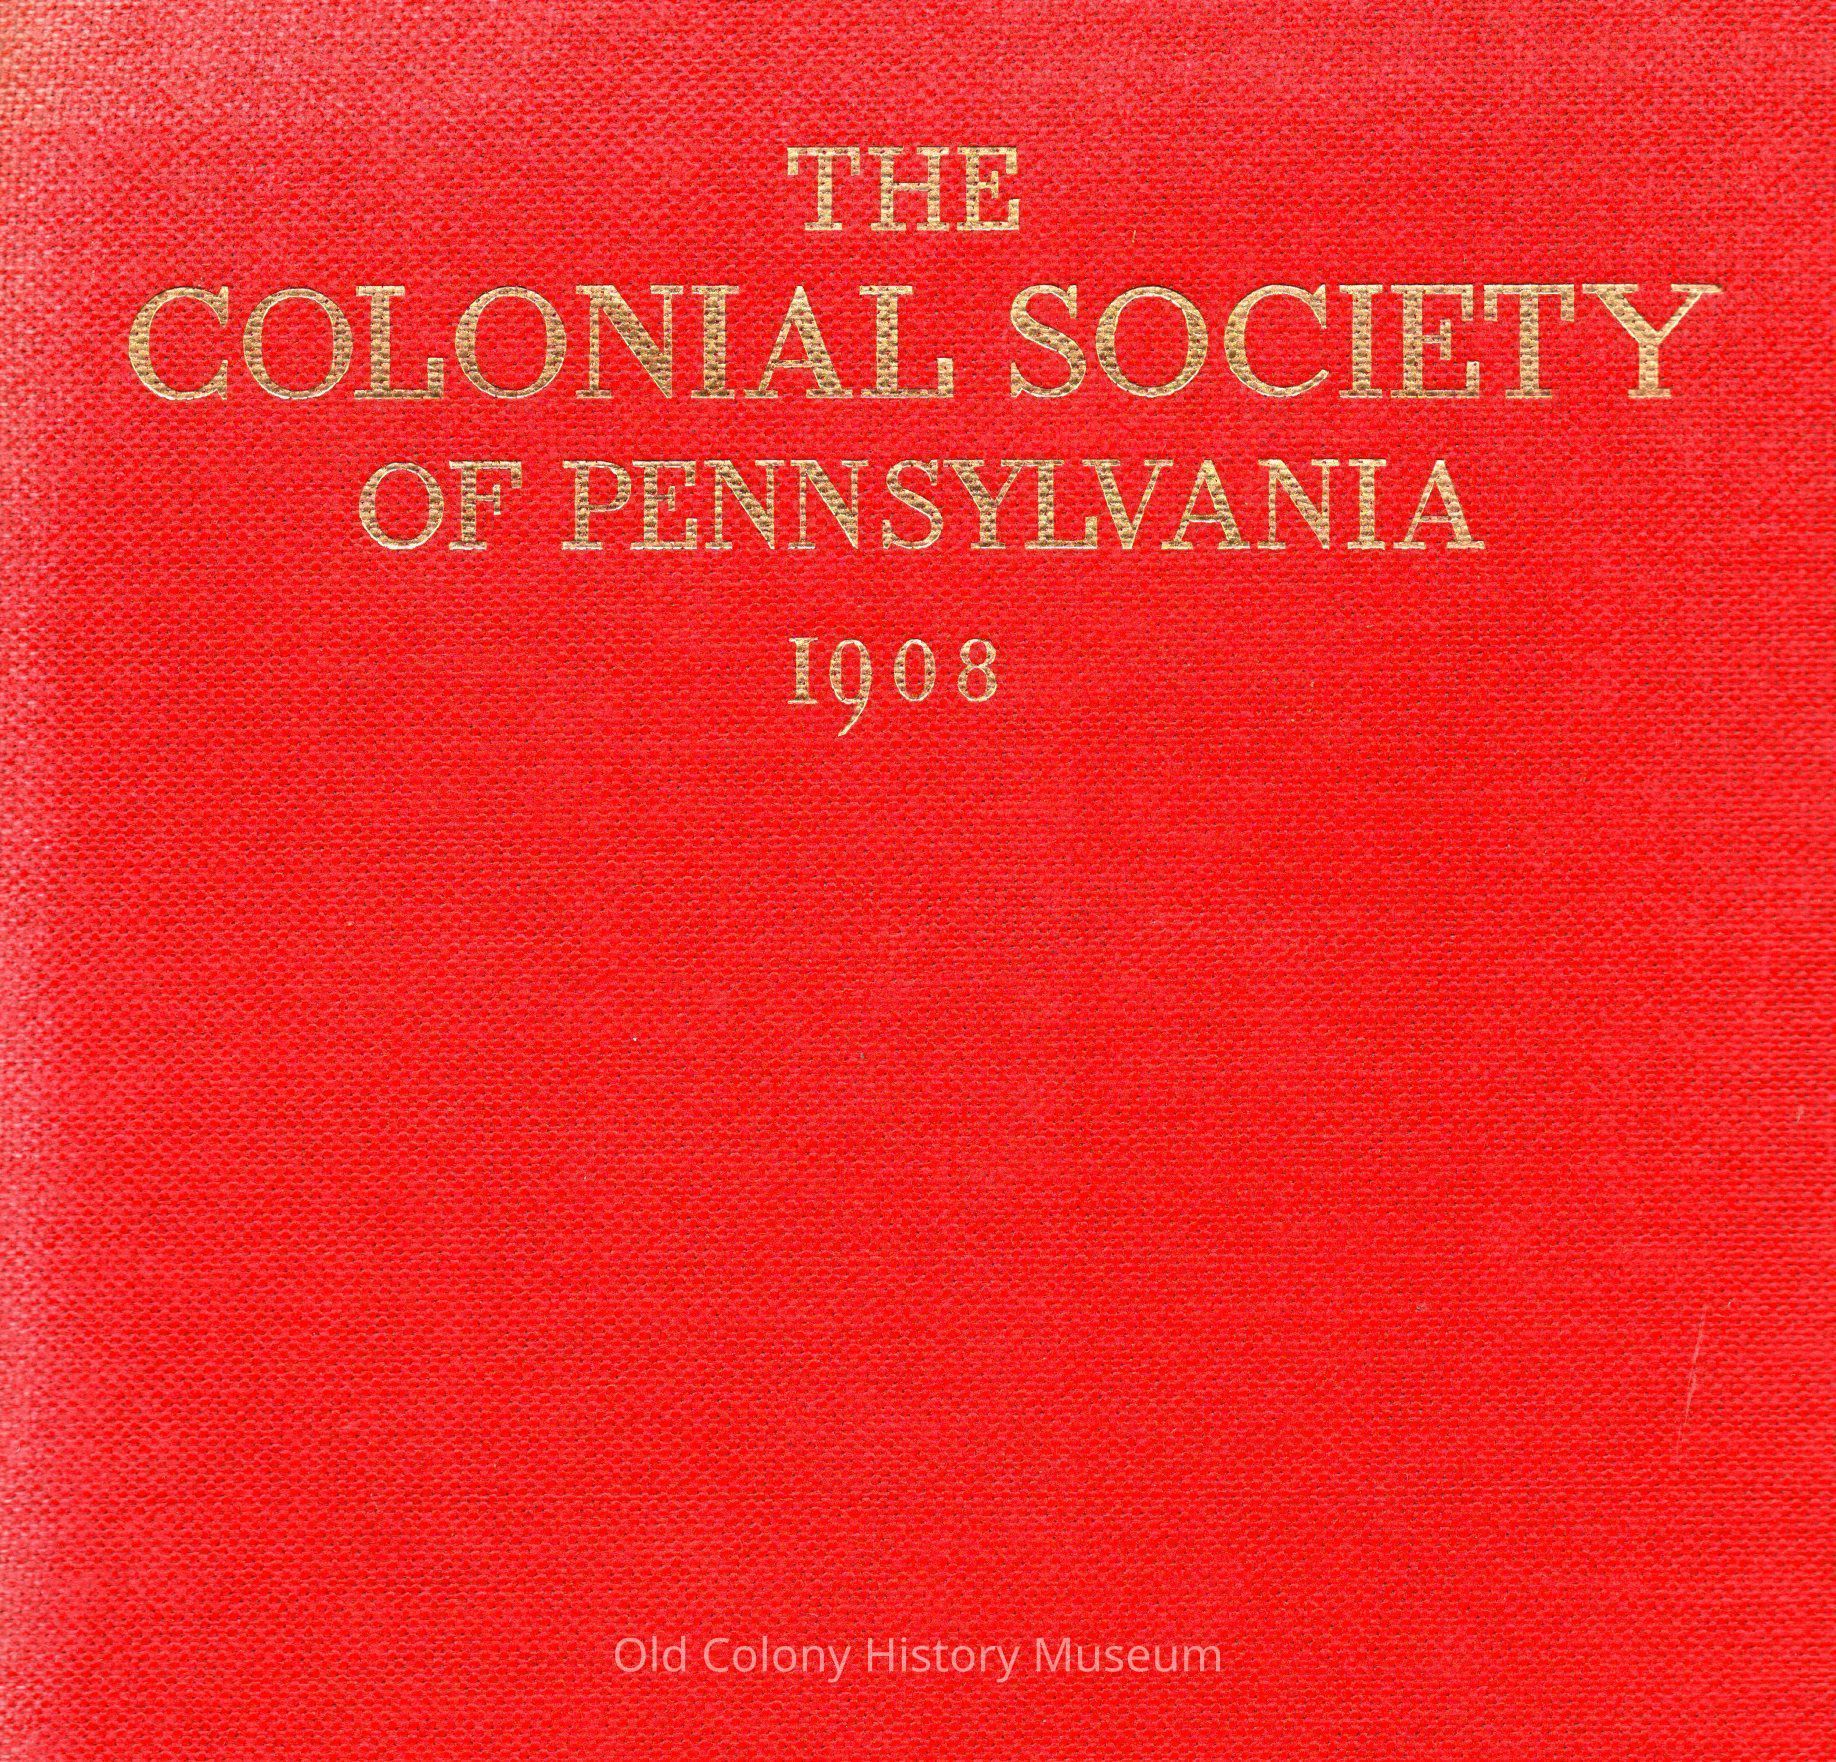 THE
COLONIAL SOCIETY
OF PENNSYLVANIA
1908
Old Colony History Museum